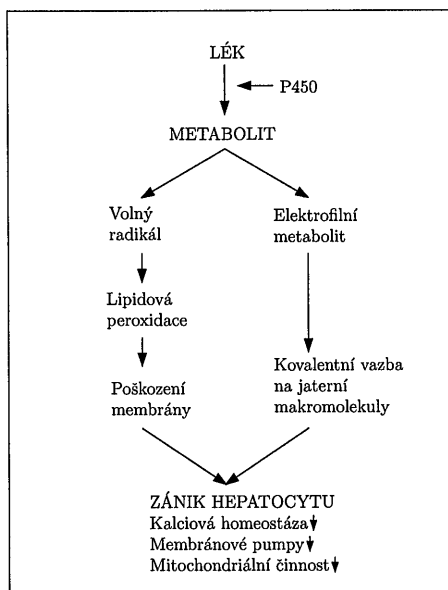 LÉK
P450
METABOLIT
Volný
radikál
Elektrofilní
metabolit
Lipidová
peroxidace
Poškození
membrány
Kovalentní vazba
na jaterní
makromolekuly
ZÁNIK HEPATOCYTU
Kalciová homeostáza
Membránové pumpy
Mitochondriální činnost